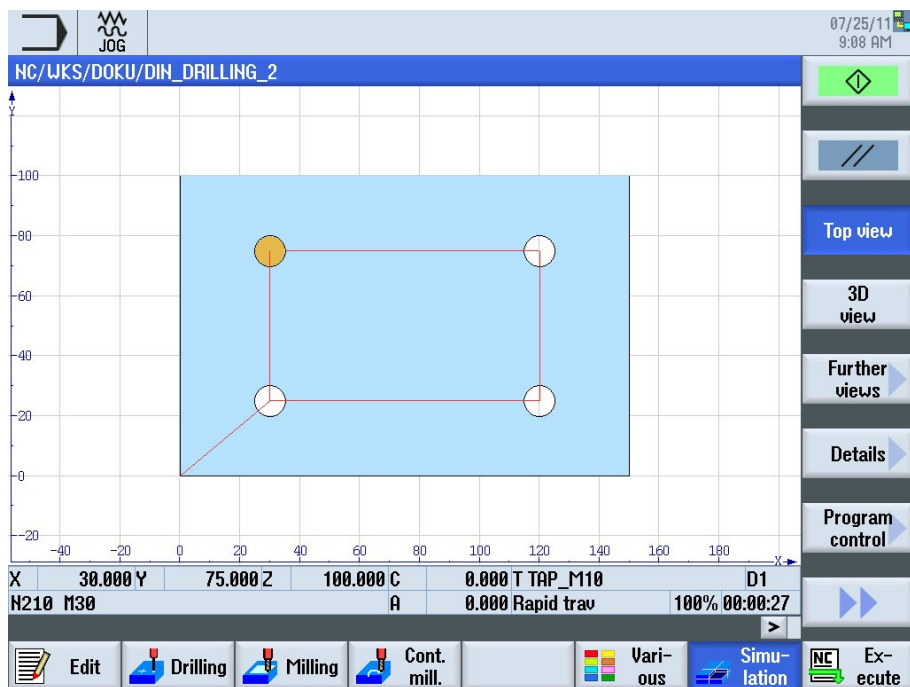 JOG
07/25/11
9:08 AM
NC/WKS/DOKU/DIN_DRILLING_2
Y
100
80
60
40
20
0
-20
-40 -20 0 20 40 60 80 100 120 140 160 180
X
X 30.000 Y 75.000 Z 100.000 C 0.000 T TAP_M10 D1
N210 M30 A 0.000 Rapid trav 100% 00:00:27
>
Top view
3D
view
Further
views
Details
Program
control
Edit
Drilling
Milling
Cont.
mill.
Vari-
ous
Simu-
lation
NC
Ex-
ecute